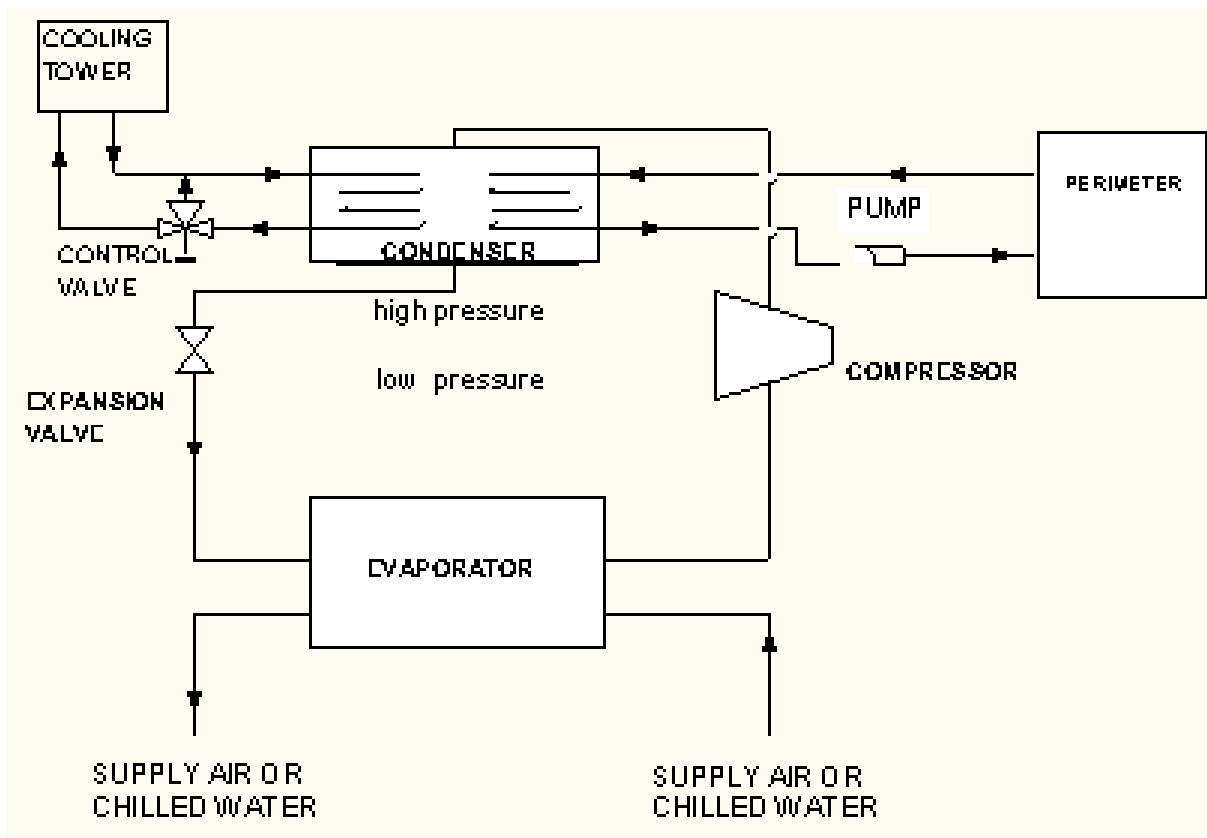 COOLING
TOWER
PERIMETER
PUMP
CONTROL
VALVE
CONDENSER
high pressure
low pressure
COMPRESSOR
EXPANSION
VALVE
EVAPORATOR
SUPPLY AIR OR
CHILLED WATER
SUPPLY AIR OR
CHILLED WATER